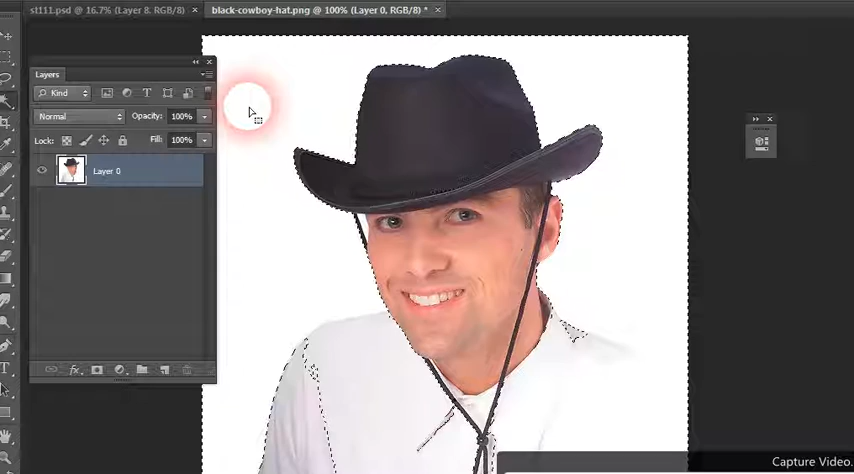 st111.psd @ 16.7% (Layer 8, RGB/8) × black-cowboy-hat.png @ 100% (Layer 0, RGB/8) * ×
Layers
Kind
Normal Opacity: 100%
Lock: Fill: 100%
Layer 0
fx
Capture Video.